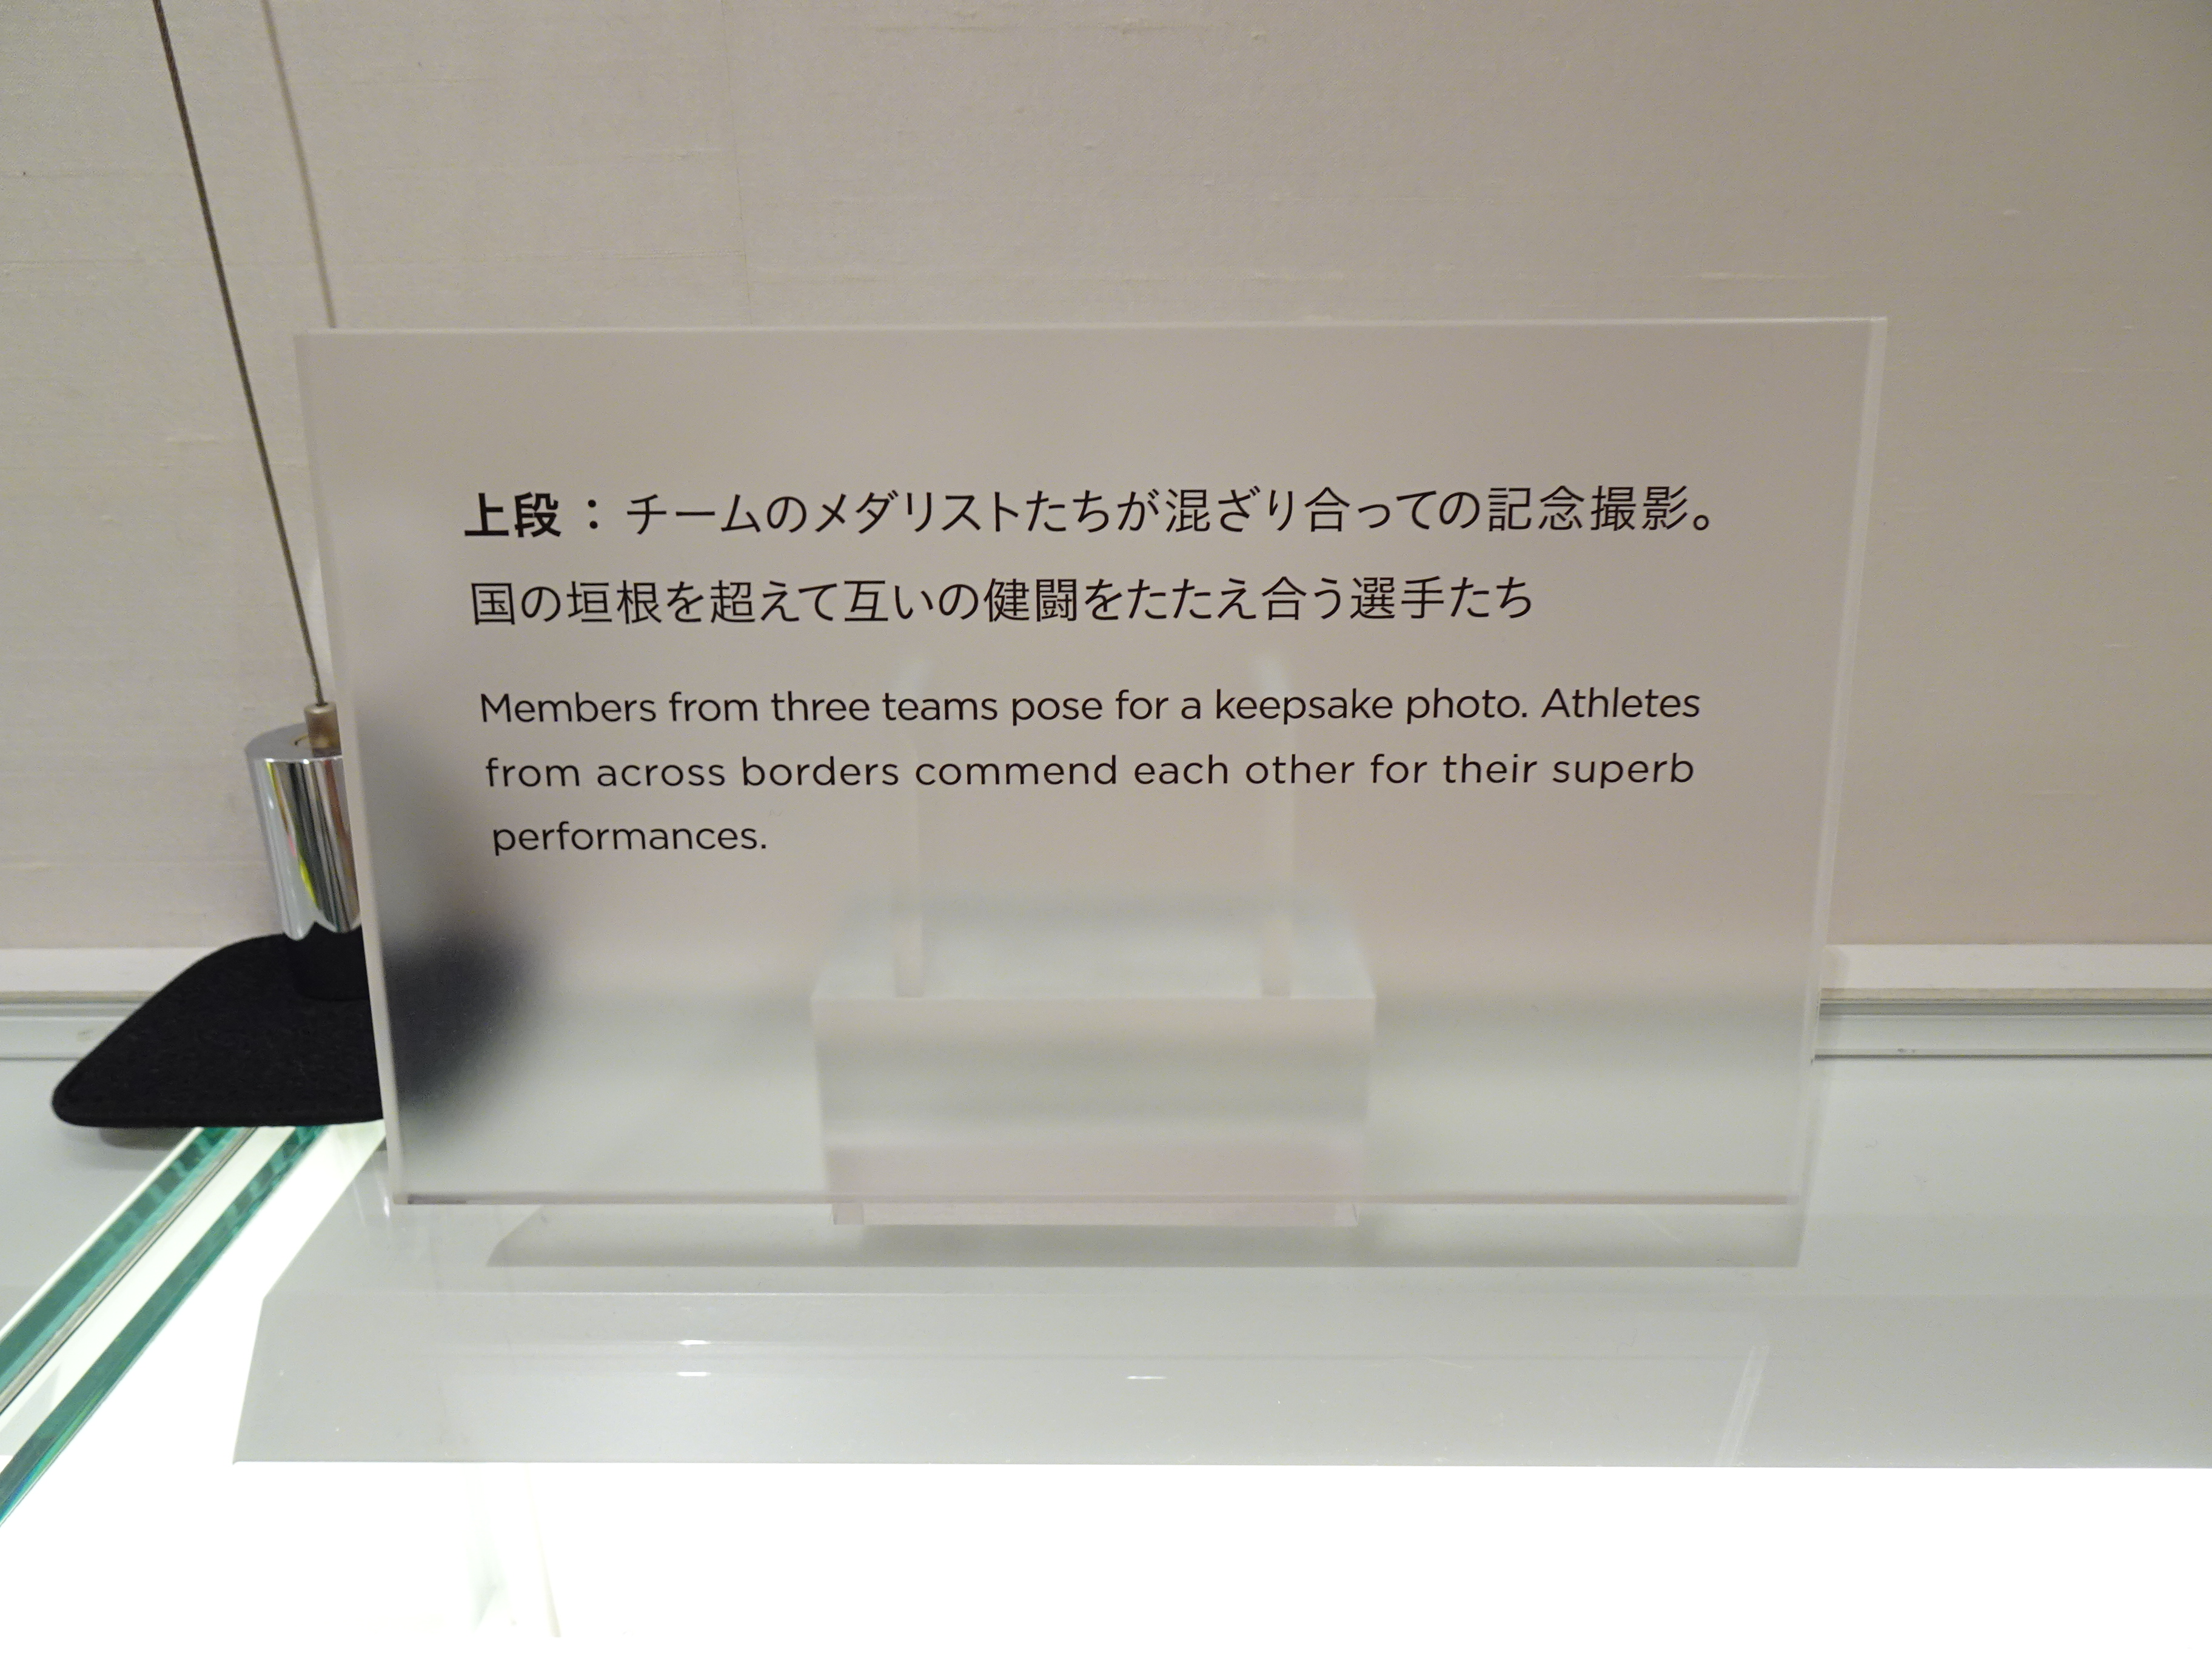 上段：チームのメダリストたちが混ざり合っての記念撮影。
国の垣根を超えて互いの健闘をたたえ合う選手たち
Members from three teams pose for a keepsake photo. Athletes
from across borders commend each other for their superb
performances.